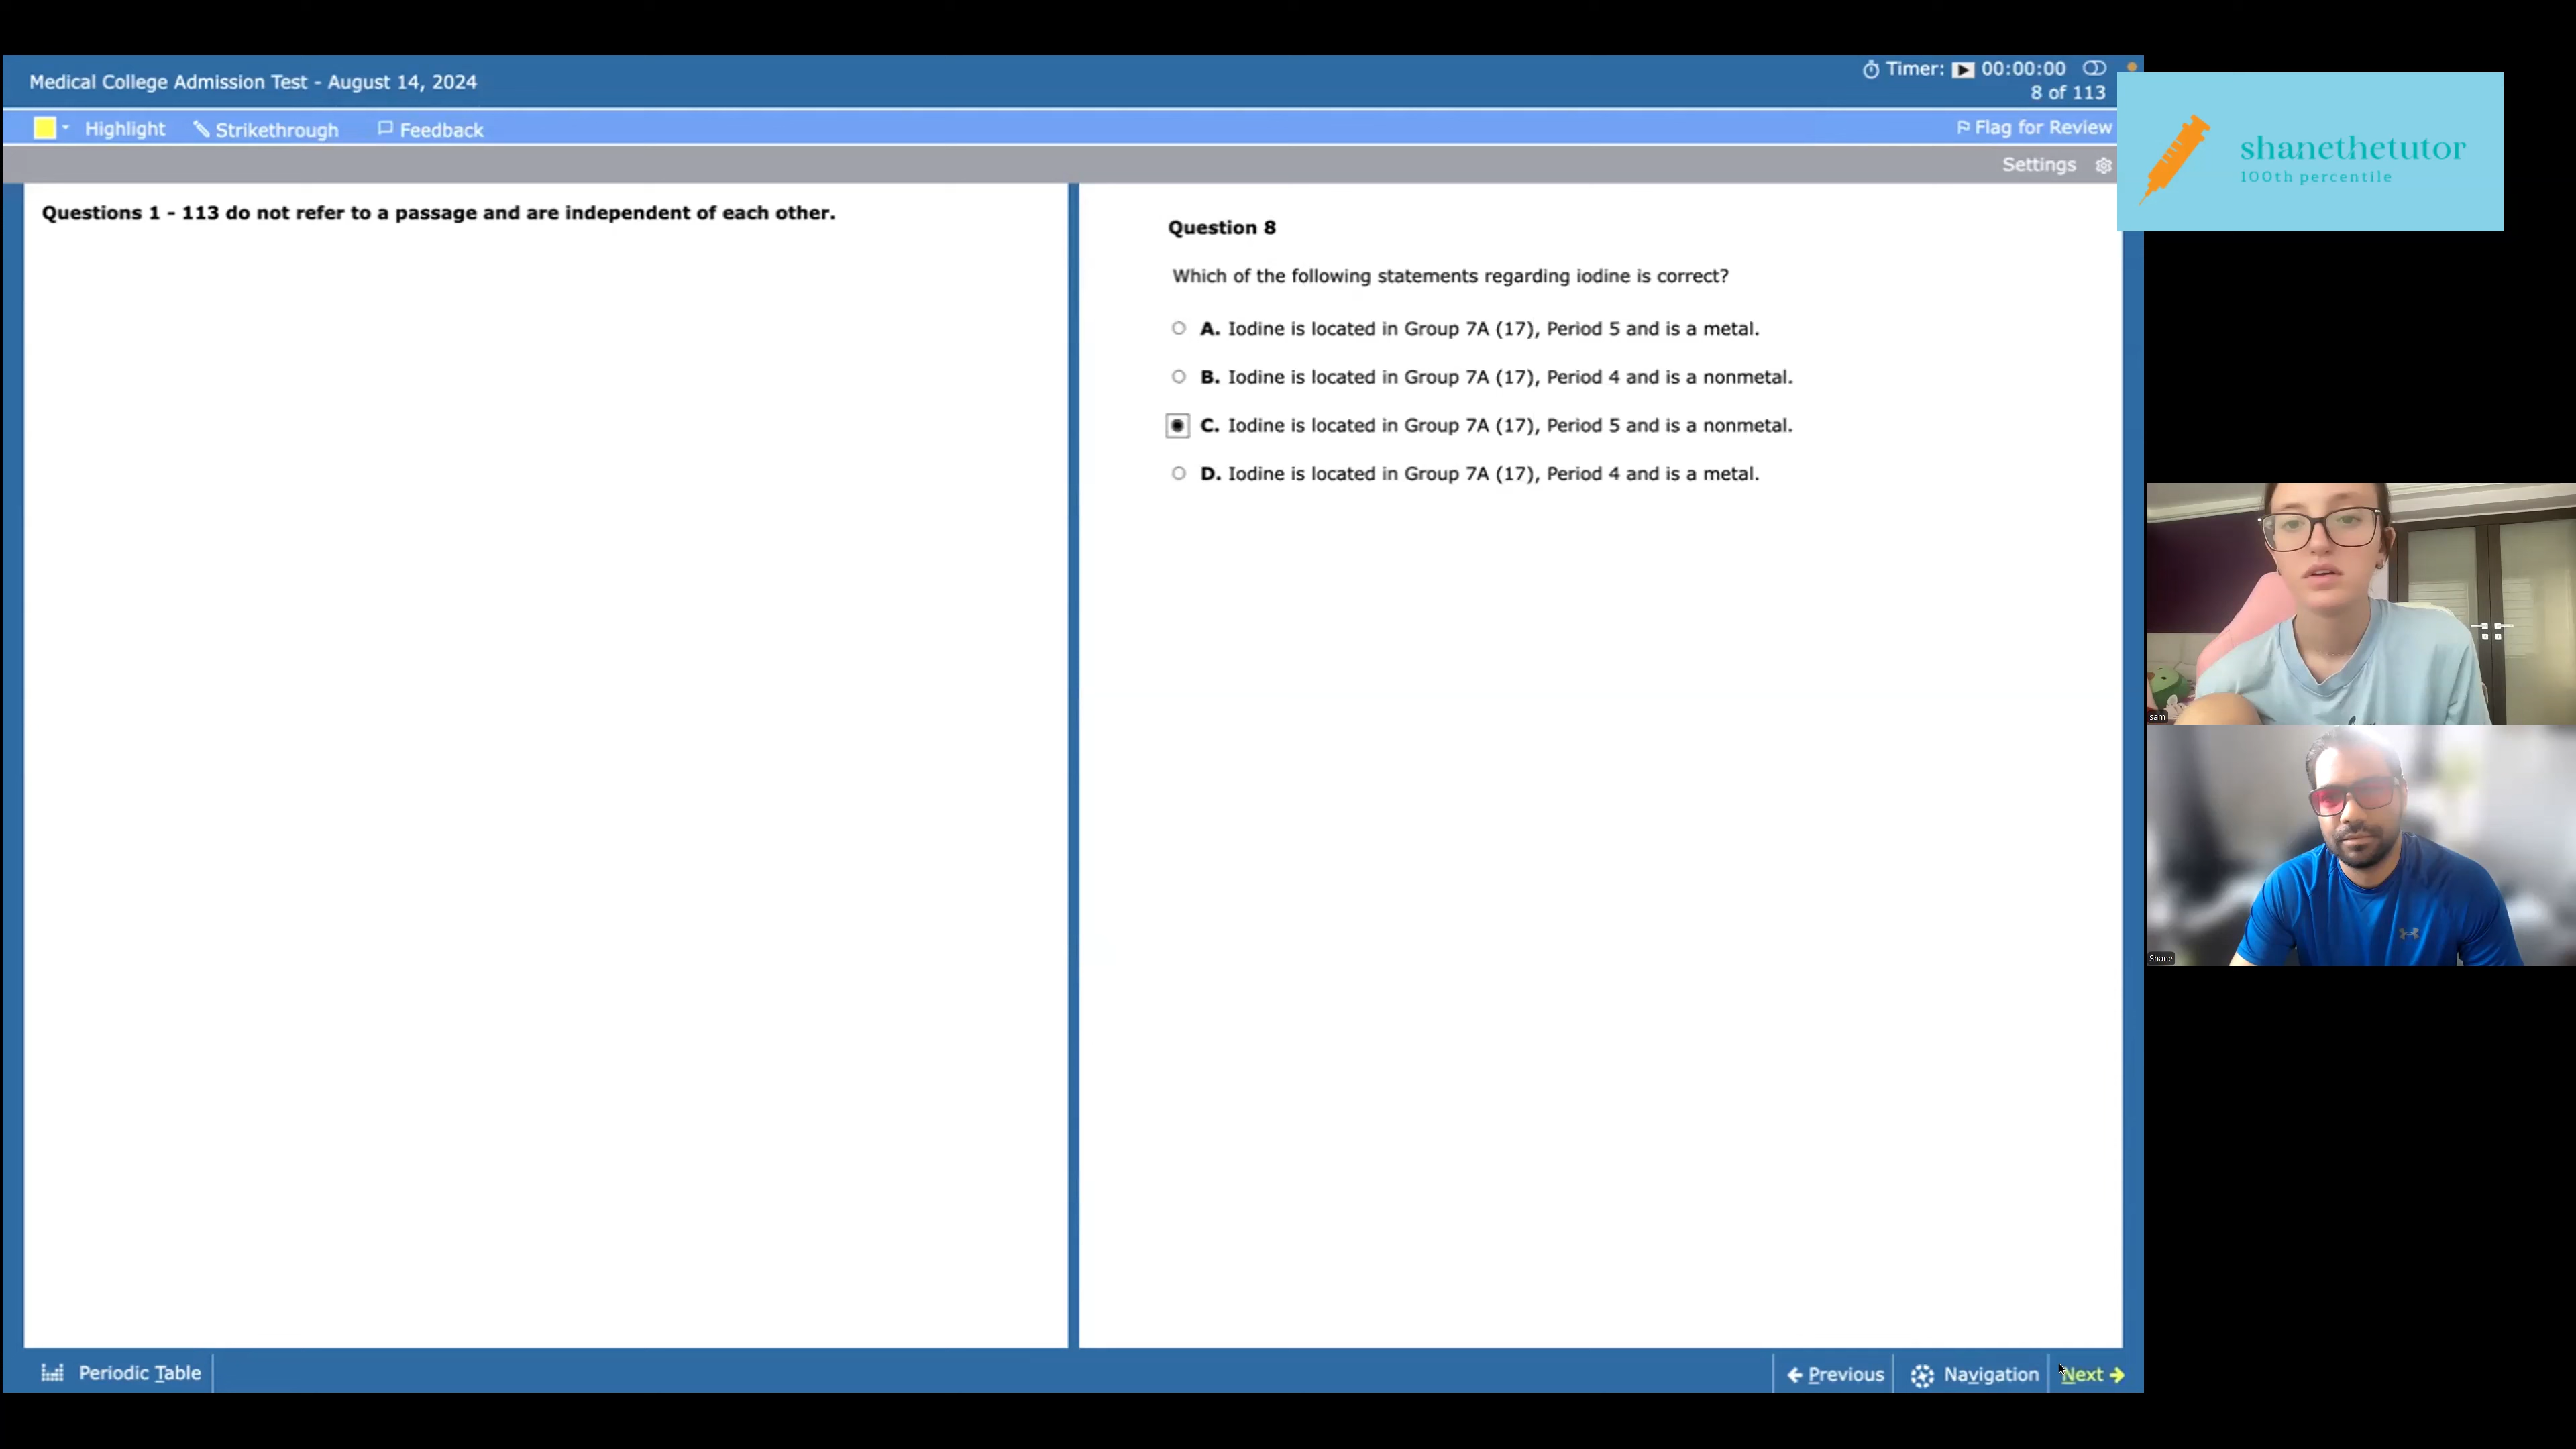 Medical College Admission Test - August 14, 2024
Timer: 00:00:00
8 of 113
Highlight
Strikethrough
Feedback
Flag for Review
Settings
shanethetutor
100th percentile
Questions 1 - 113 do not refer to a passage and are independent of each other.
Question 8
Which of the following statements regarding iodine is correct?
A. Iodine is located in Group 7A (17), Period 5 and is a metal.
B. Iodine is located in Group 7A (17), Period 4 and is a nonmetal.
C. Iodine is located in Group 7A (17), Period 5 and is a nonmetal.
D. Iodine is located in Group 7A (17), Period 4 and is a metal.
sam
Shane
Periodic Table
Previous
Navigation
Next